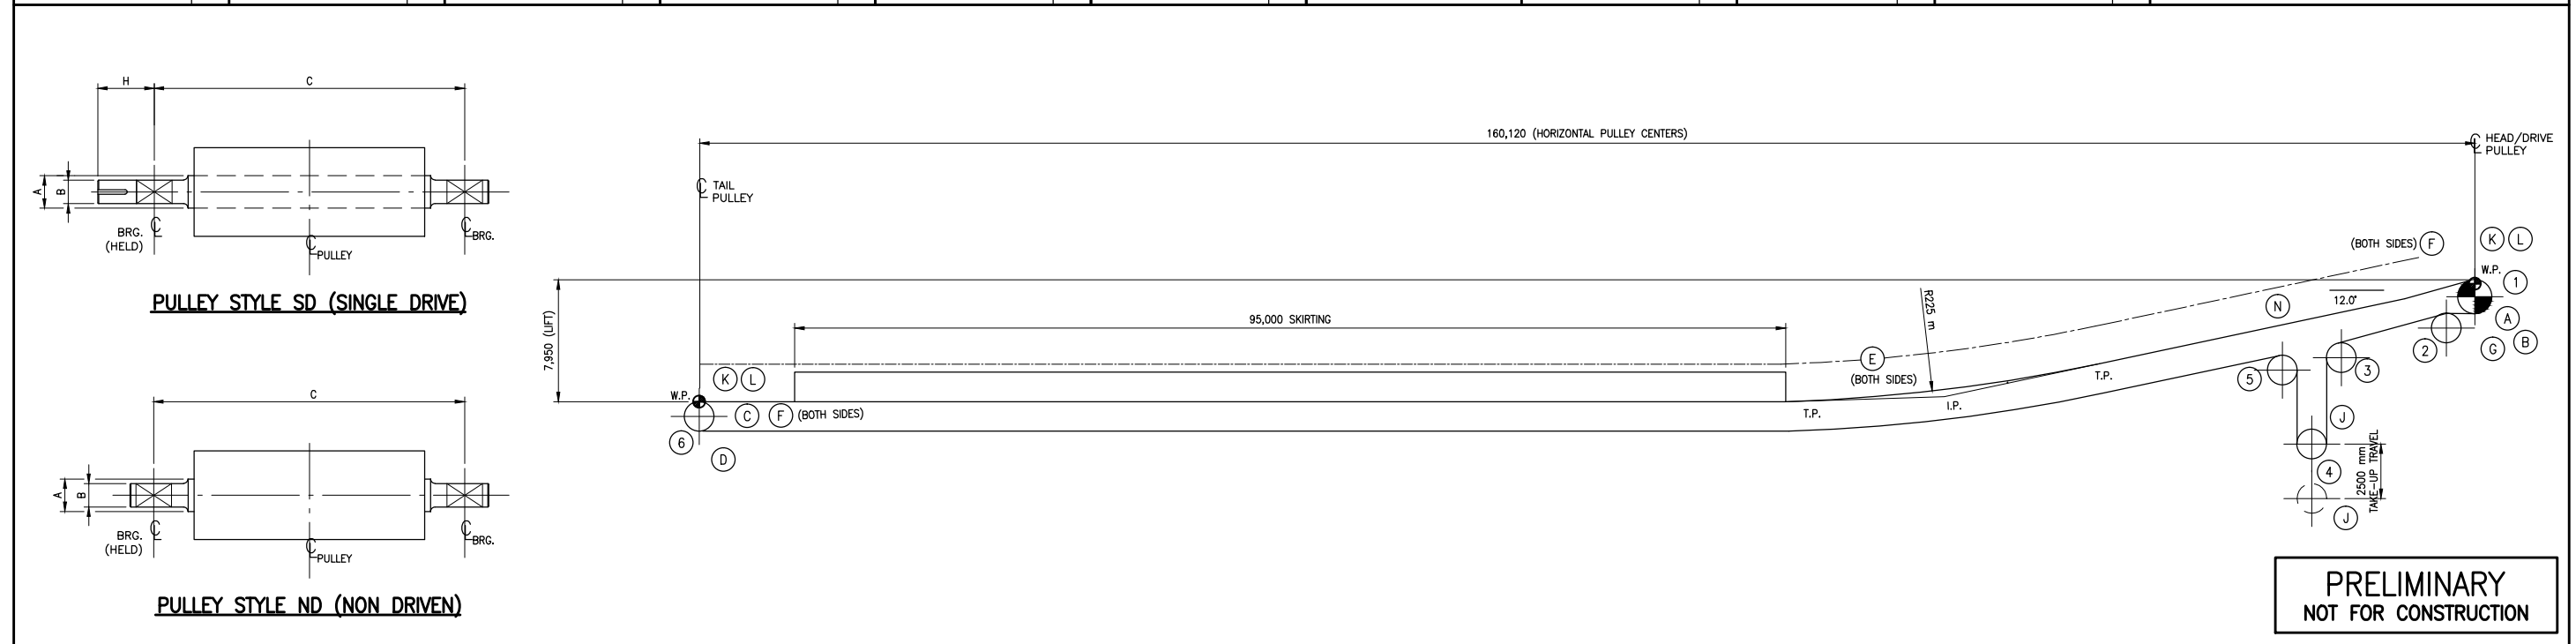 H
C
A
B
BRG.
(HELD)
℄
℄
PULLEY
℄
BRG.
PULLEY STYLE SD (SINGLE DRIVE)
C
A
B
BRG.
(HELD)
℄
℄
PULLEY
℄
BRG.
PULLEY STYLE ND (NON DRIVEN)
160,120 (HORIZONTAL PULLEY CENTERS)
℄ HEAD/DRIVE
PULLEY
℄ TAIL
PULLEY
7,950 (LIFT)
95,000 SKIRTING
R225 m
(BOTH SIDES) F
K L
W.P.
1
12.0°
N
A
B
G
2
3
5
E
(BOTH SIDES)
T.P.
I.P.
T.P.
K L
W.P.
C F (BOTH SIDES)
6
D
J
4
2500 mm
TAKE-UP TRAVEL
J
PRELIMINARY
NOT FOR CONSTRUCTION